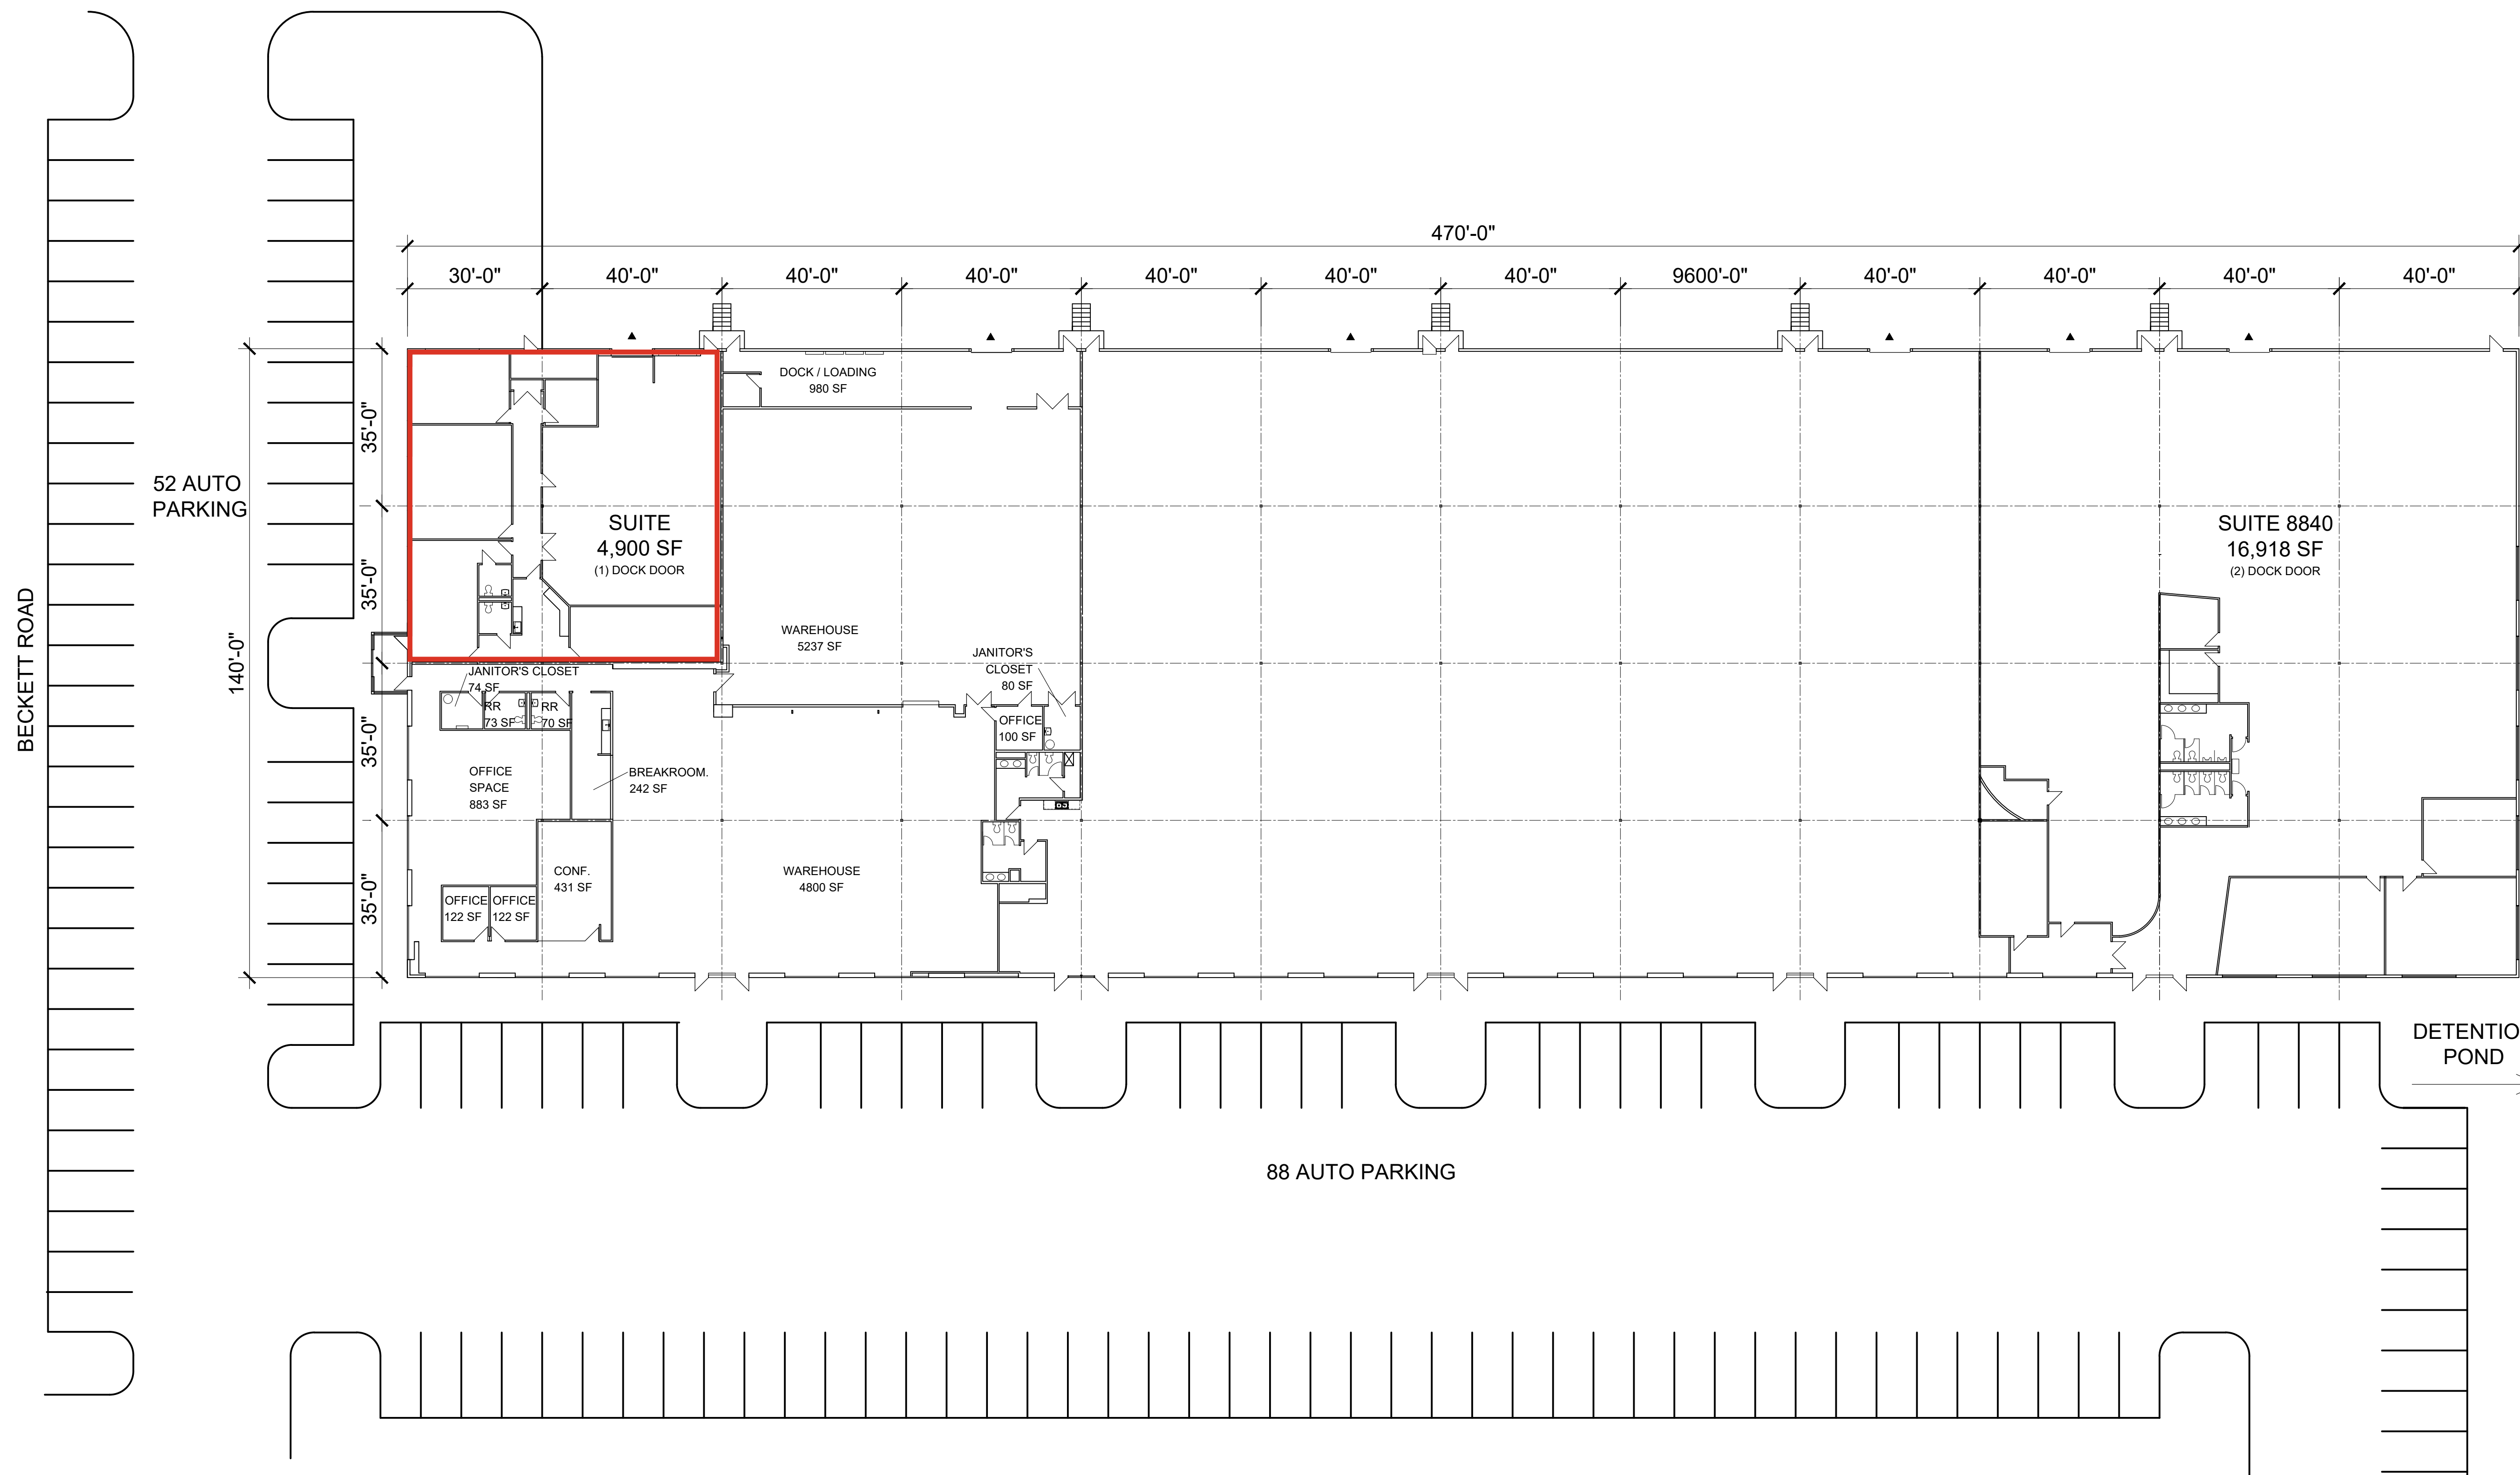 470'-0"
30'-0"
40'-0"
40'-0"
40'-0"
40'-0"
40'-0"
40'-0"
9600'-0"
40'-0"
40'-0"
40'-0"
40'-0"
DOCK / LOADING
980 SF
35'-0"
52 AUTO
PARKING
SUITE
4,900 SF
(1) DOCK DOOR
SUITE 8840
16,918 SF
(2) DOCK DOOR
35'-0"
BECKETT ROAD
140'-0"
WAREHOUSE
5237 SF
JANITOR'S
CLOSET
80 SF
JANITOR'S CLOSET
74 SF
RR
73 SF
RR
70 SF
OFFICE
100 SF
35'-0"
OFFICE
SPACE
883 SF
BREAKROOM.
242 SF
CONF.
431 SF
WAREHOUSE
4800 SF
35'-0"
OFFICE
122 SF
OFFICE
122 SF
DETENTIO
POND
88 AUTO PARKING